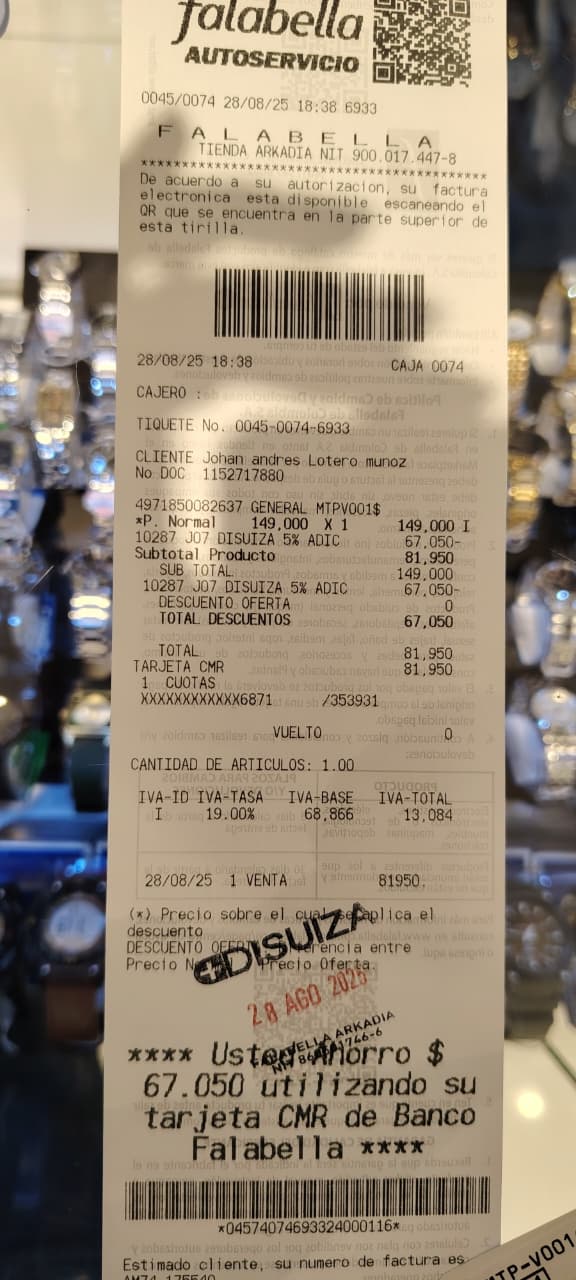 falabella
AUTOSERVICIO
0045/0074 28/08/25 18:38 6933
F A L A B E L L A
TIENDA ARKADIA NIT 900.017.447-8
************************************************
De acuerdo a su autorizacion, su factura
electronica esta disponible escaneando el
QR que se encuentra en la parte superior de
esta tirilla.
28/08/25 18:38 CAJA 0074
CAJERO :
TIQUETE No. 0045-0074-6933
CLIENTE Johan andres Lotero munoz
No DOC 1152717880
4971850082637 GENERAL MTPV001$
*P. Normal 149,000 X 1 149,000 I
10287 J07 DISUIZA 5% ADIC 67,050-
Subtotal Producto 81,950
SUB TOTAL 149,000
10287 J07 DISUIZA 5% ADIC 67,050-
DESCUENTO OFERTA 0
TOTAL DESCUENTOS 67,050
TOTAL 81,950
TARJETA CMR 81,950
1 CUOTAS
XXXXXXXXXXXX6871 /353931
VUELTO 0
CANTIDAD DE ARTICULOS: 1.00
IVA-ID IVA-TASA IVA-BASE IVA-TOTAL
I 19.00% 68,866 13,084
28/08/25 1 VENTA 81950.
(*) Precio sobre el cual se aplica el
descuento
DESCUENTO entre
Precio Precio Oferta.
DISUIZA
28 AGO 2025
ARKADIA
**** Usted Ahorro $
67.050 utilizando su
tarjeta CMR de Banco
Falabella ****
*04574074693324000116*
Estimado cliente, su numero de factura es